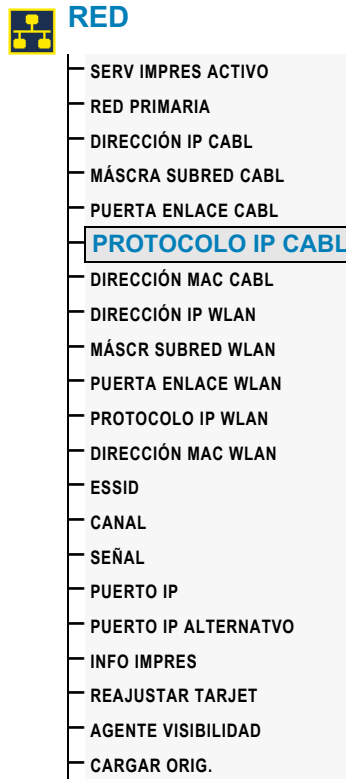 RED
SERV IMPRES ACTIVO
RED PRIMARIA
DIRECCIÓN IP CABL
MÁSCRA SUBRED CABL
PUERTA ENLACE CABL
PROTOCOLO IP CABL
DIRECCIÓN MAC CABL
DIRECCIÓN IP WLAN
MÁSCR SUBRED WLAN
PUERTA ENLACE WLAN
PROTOCOLO IP WLAN
DIRECCIÓN MAC WLAN
ESSID
CANAL
SEÑAL
PUERTO IP
PUERTO IP ALTERNATVO
INFO IMPRES
REAJUSTAR TARJET
AGENTE VISIBILIDAD
CARGAR ORIG.